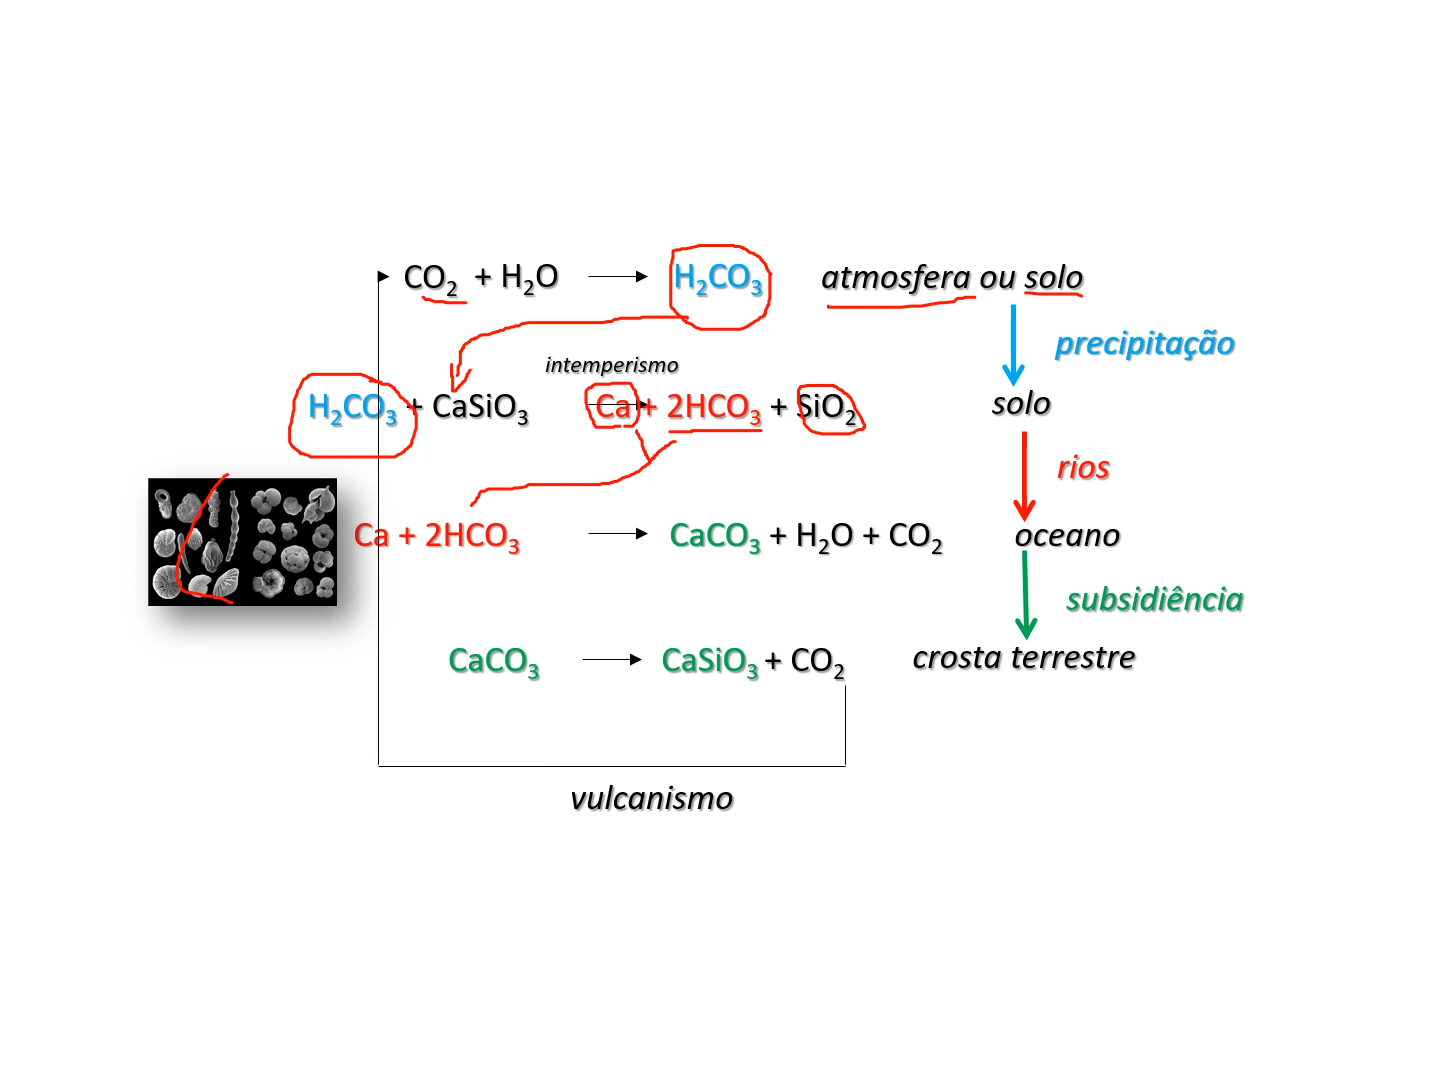 CO₂ + H₂O → H₂CO₃ atmosfera ou solo
precipitação
intemperismo
H₂CO₃ + CaSiO₃ → Ca + 2HCO₃ + SiO₂ solo
rios
Ca + 2HCO₃ → CaCO₃ + H₂O + CO₂ oceano
subsidiência
CaCO₃ → CaSiO₃ + CO₂ crosta terrestre
vulcanismo